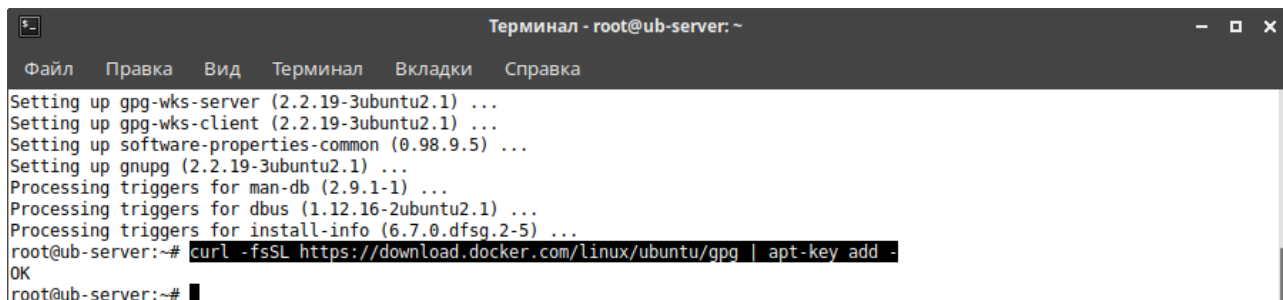 Терминал - root@ub-server: ~
Файл Правка Вид Терминал Вкладки Справка
Setting up gpg-wks-server (2.2.19-3ubuntu2.1) ...
Setting up gpg-wks-client (2.2.19-3ubuntu2.1) ...
Setting up software-properties-common (0.98.9.5) ...
Setting up gnupg (2.2.19-3ubuntu2.1) ...
Processing triggers for man-db (2.9.1-1) ...
Processing triggers for dbus (1.12.16-2ubuntu2.1) ...
Processing triggers for install-info (6.7.0.dfsg.2-5) ...
root@ub-server:~# curl -fsSL https://download.docker.com/linux/ubuntu/gpg | apt-key add -
OK
root@ub-server:~#